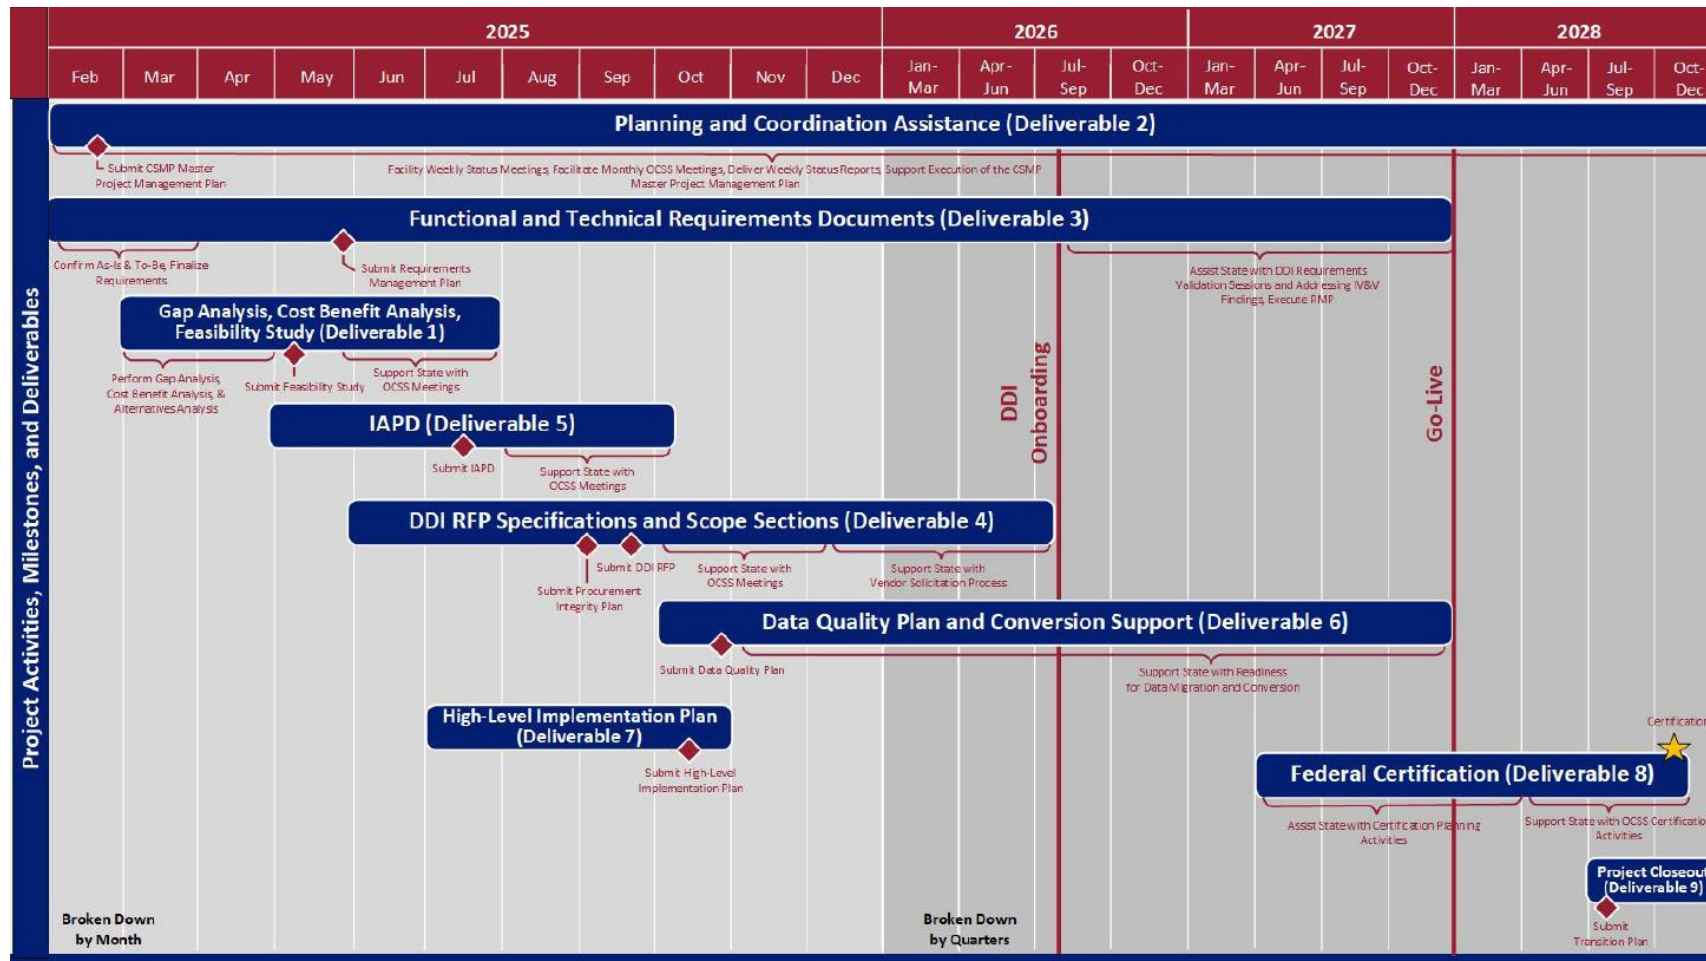 2025
2026
2027
2028
Feb
Mar
Apr
May
Jun
Jul
Aug
Sep
Oct
Nov
Dec
Jan-
Mar
Apr-
Jun
Jul-
Sep
Oct-
Dec
Jan-
Mar
Apr-
Jun
Jul-
Sep
Oct-
Dec
Jan-
Mar
Apr-
Jun
Jul-
Sep
Oct-
Dec
Project Activities, Milestones, and Deliverables
Planning and Coordination Assistance (Deliverable 2)
Submit CSMP Master
Project Management Plan
Facility Weekly Status Meetings, Facilitate Monthly OCSS Meetings, Deliver Weekly Status Reports, Support Execution of the CSMP
Master Project Management Plan
Functional and Technical Requirements Documents (Deliverable 3)
Confirm As-Is & To-Be, Finalize
Requirements
Submit Requirements
Management Plan
Assist State with DDI Requirements
Validation Sessions and Addressing IV&V
Findings, Execute RMP
Gap Analysis, Cost Benefit Analysis,
Feasibility Study (Deliverable 1)
Perform Gap Analysis,
Cost Benefit Analysis, &
Alternatives Analysis
Submit Feasibility Study
Support State with
OCSS Meetings
DDI
Onboarding
Go-Live
IAPD (Deliverable 5)
Submit IAPD
Support State with
OCSS Meetings
DDI RFP Specifications and Scope Sections (Deliverable 4)
Submit DDI RFP
Submit Procurement
Integrity Plan
Support State with
OCSS Meetings
Support State with
Vendor Solicitation Process
Data Quality Plan and Conversion Support (Deliverable 6)
Submit Data Quality Plan
Support State with Readiness
for Data Migration and Conversion
High-Level Implementation Plan
(Deliverable 7)
Submit High-Level
Implementation Plan
Certification
Federal Certification (Deliverable 8)
Assist State with Certification Planning
Activities
Support State with OCSS Certification
Activities
Project Closeout
(Deliverable 9)
Submit
Transition Plan
Broken Down
by Month
Broken Down
by Quarters